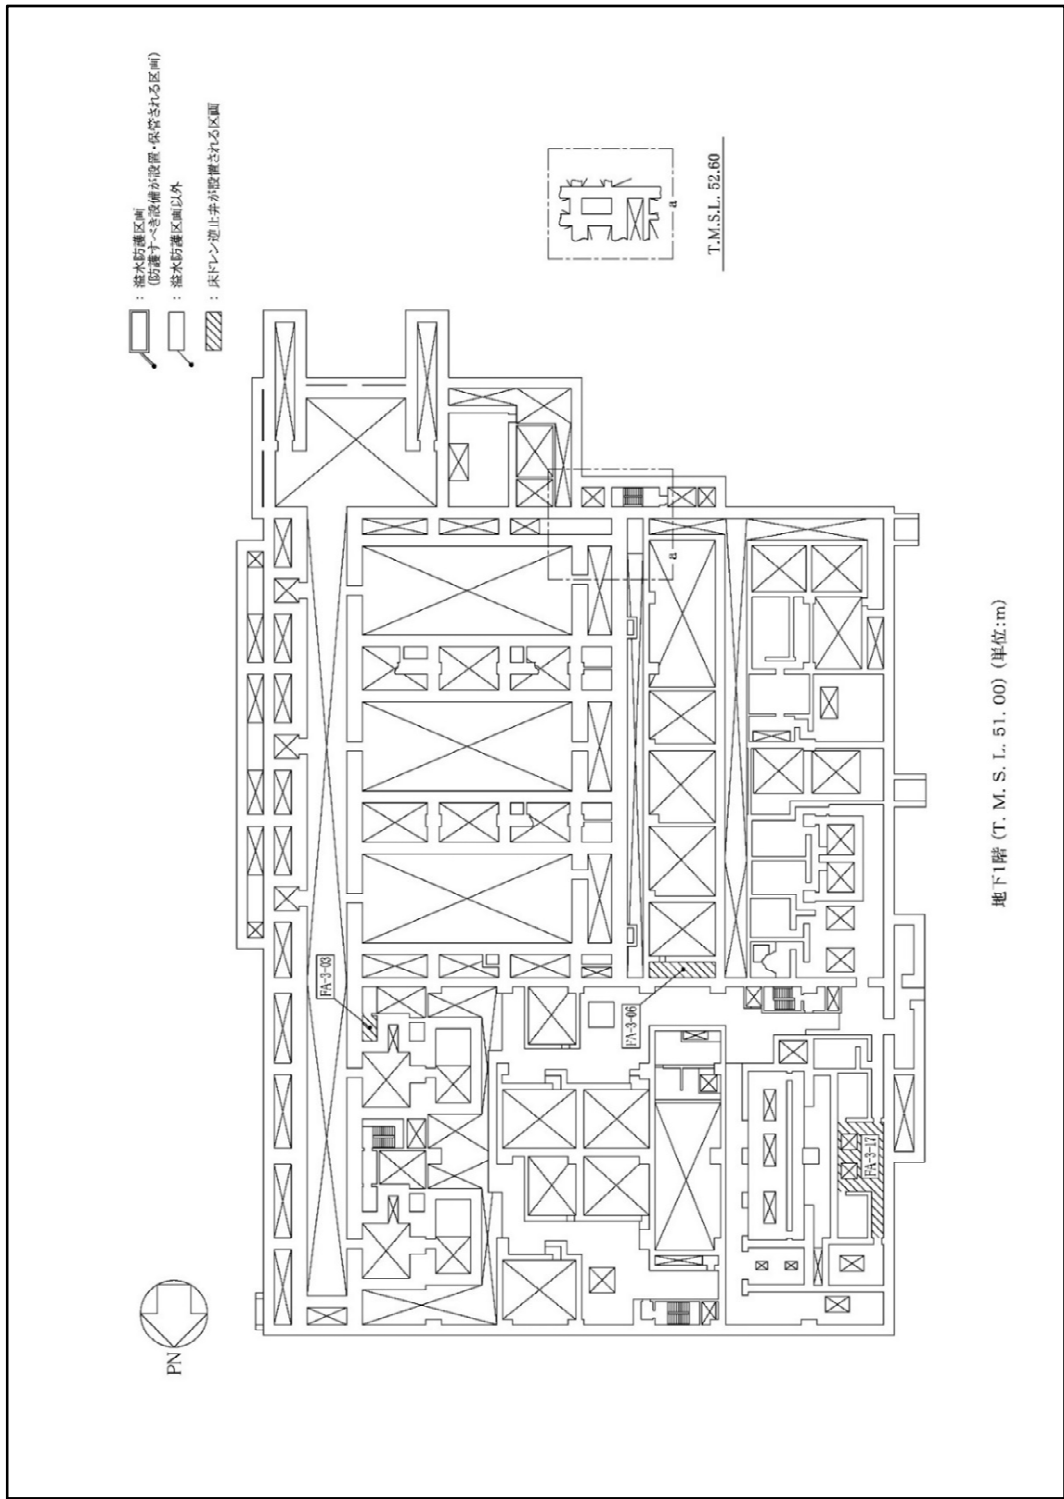 ：溢水防護区画
(防護すべき設備が設置・保管される区画)
：溢水防護区画以外
：床ドレン逆止弁が設置される区画
a
a
T.M.S.L. 52.60
FA-3-03
FA-3-06
FA-3-17
PN
地下1階 (T. M. S. L. 51. 00) (単位:m)